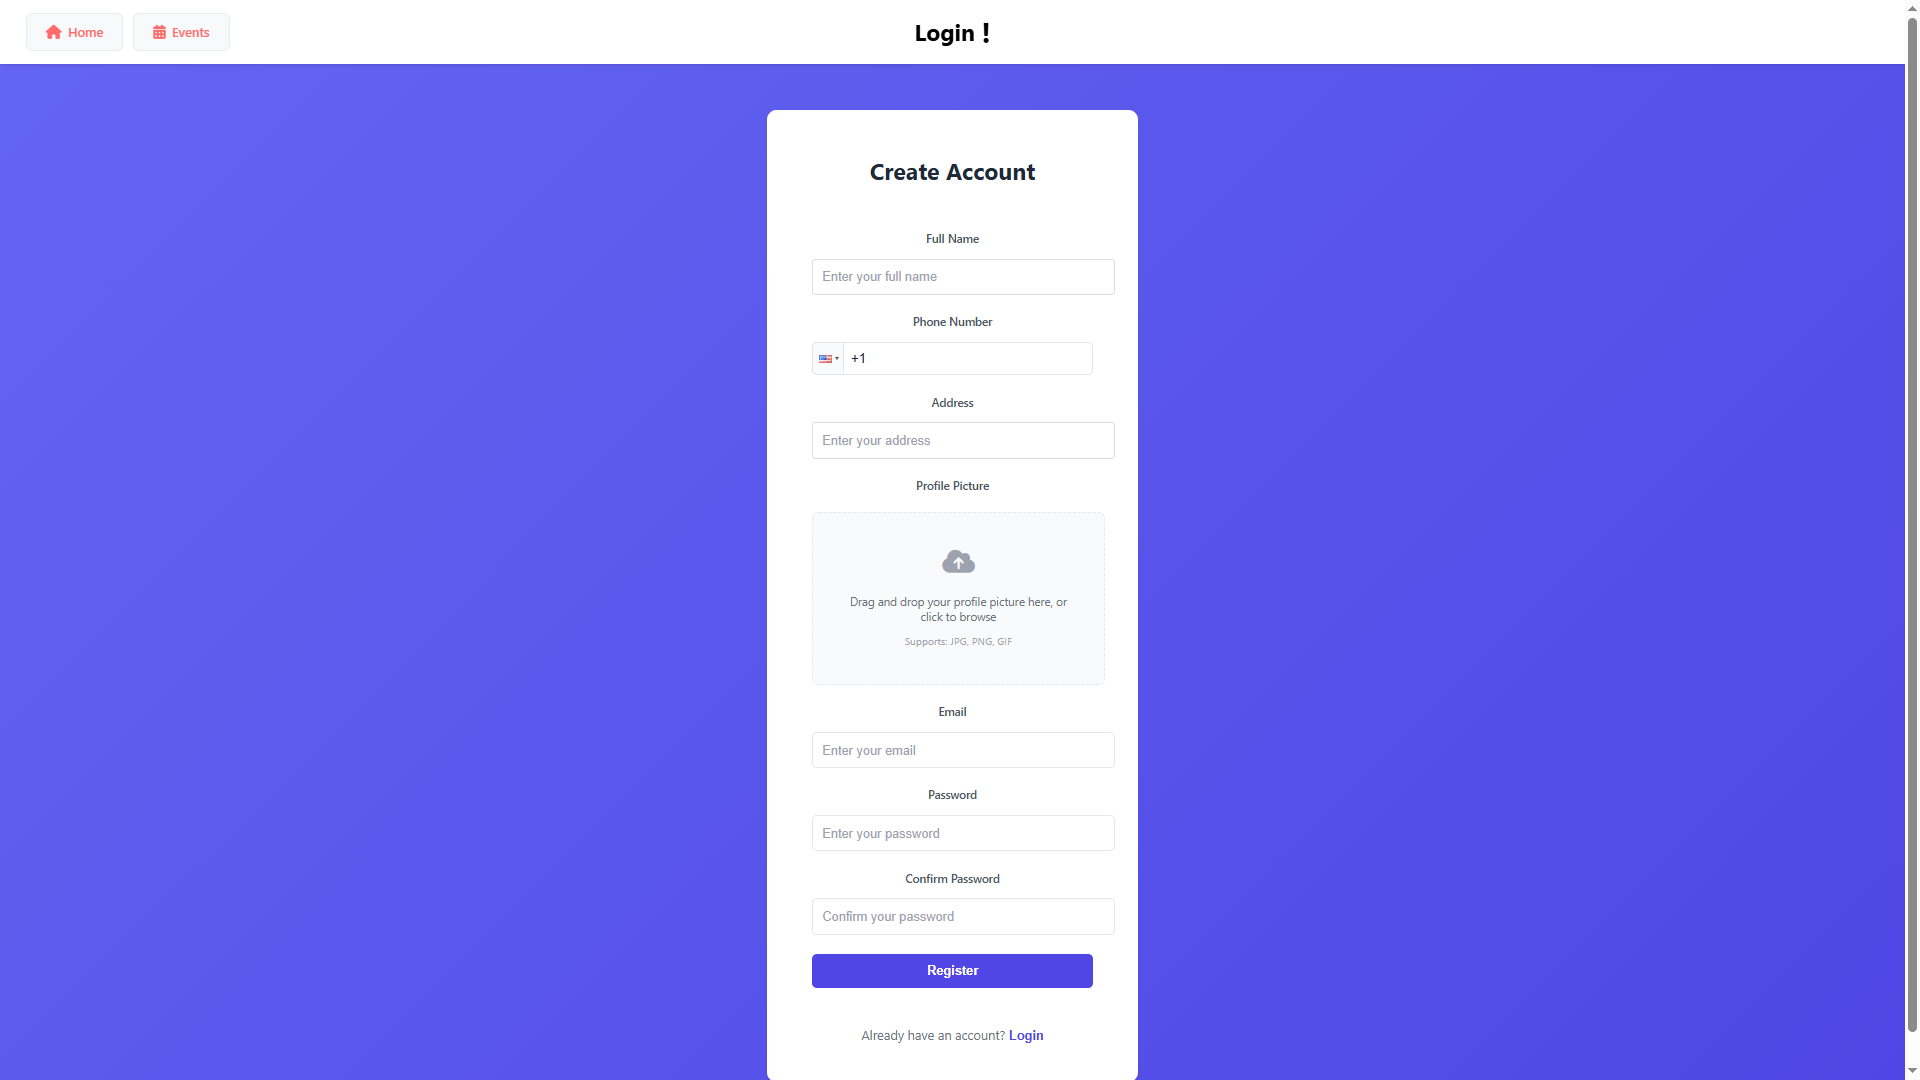 Home
Events
Login !
Create Account
Full Name
Enter your full name
Phone Number
+1
Address
Enter your address
Profile Picture
Drag and drop your profile picture here, or
click to browse
Supports: JPG, PNG, GIF
Email
Enter your email
Password
Enter your password
Confirm Password
Confirm your password
Register
Already have an account? Login